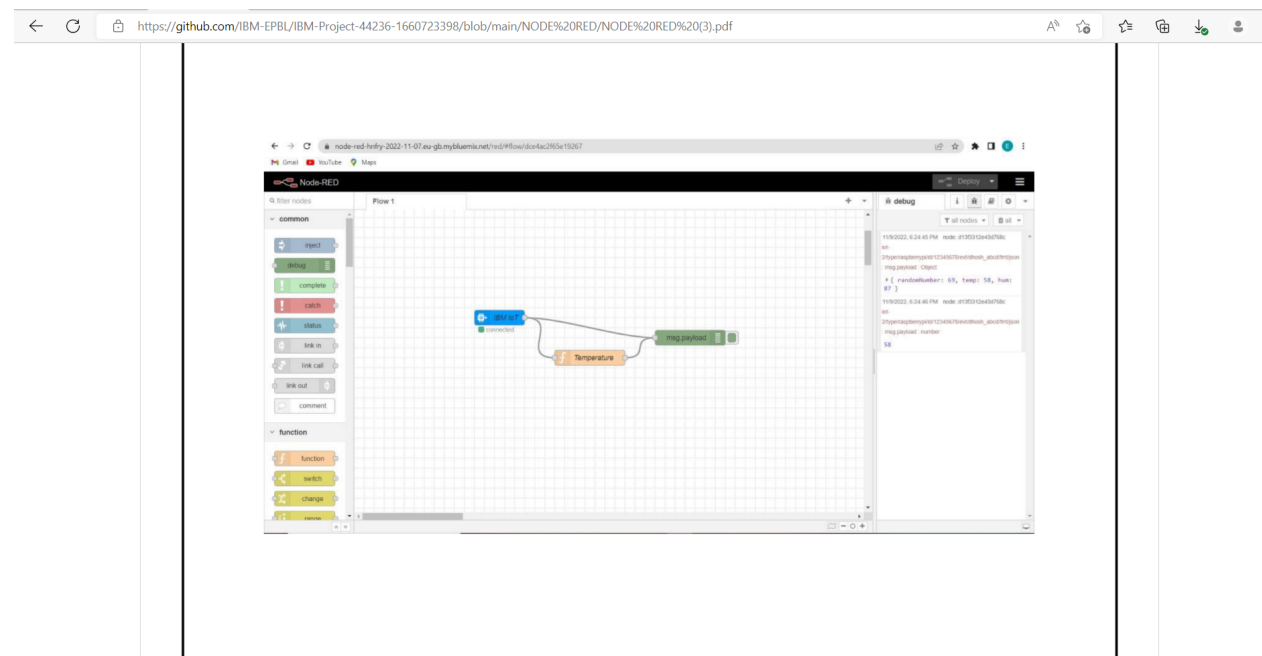 https://github.com/IBM-EPBL/IBM-Project-44236-1660723398/blob/main/NODE%20RED/NODE%20RED%20(3).pdf
node-red-hnfry-2022-11-07.eu-gb.mybluemix.net/red/#flow/dce4ac2f65e19267
Gmail YouTube Maps
Node-RED Deploy
filter nodes Flow 1 debug
all nodes all
common
inject
debug
complete
catch
status
link in
link call
link out
comment
function
function
switch
change
range
IBM IoT
connected
Temperature
msg.payload
11/9/2022, 6:24:45 PM node: d13f3312e43d768c
msg.payload : Object
{ randomNumber: 69, temp: 58, hum:
87 }
11/9/2022, 6:24:46 PM node: d13f3312e43d768c
msg.payload : number
58